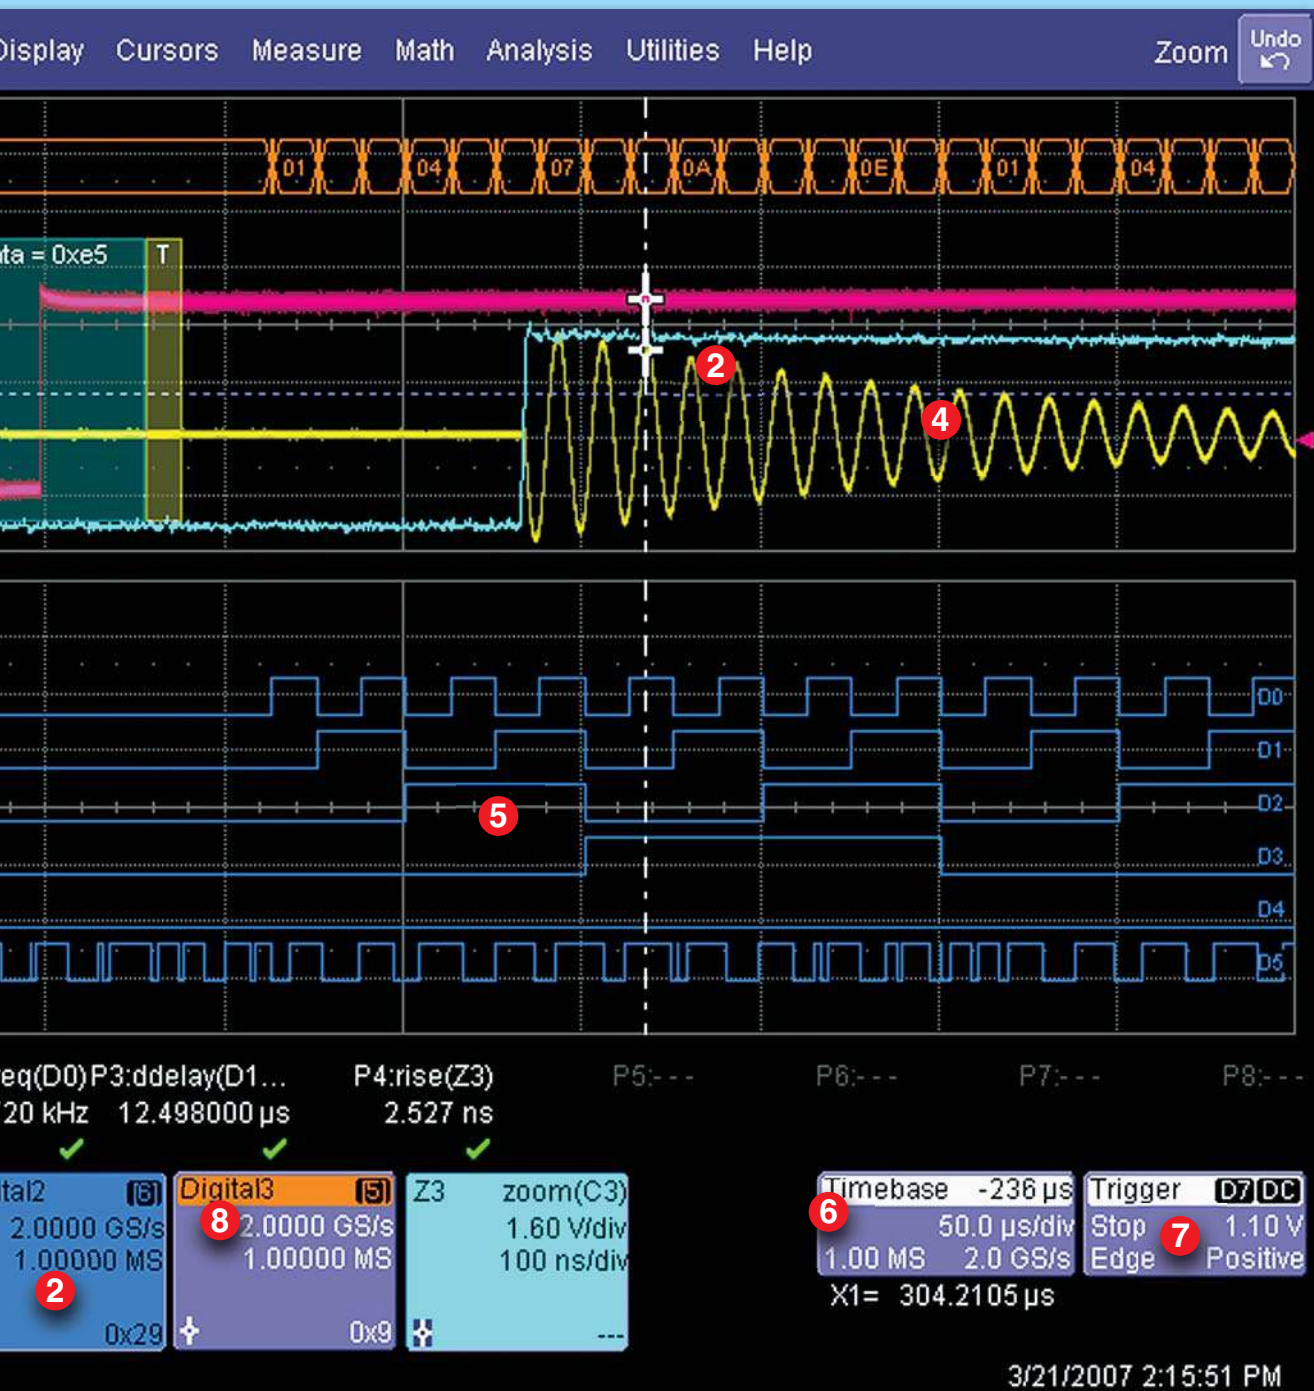 Display Cursors Measure Math Analysis Utilities Help Zoom Undo
01 04 07 0A 0E 01 04
ta = 0xe5 T
2
4
D0
D1
5
D2
D3
D4
D5
eq(D0) P3:ddelay(D1... P4:rise(Z3) P5:--- P6:--- P7:--- P8:---
20 kHz 12.498000 µs 2.527 ns
tal2 (6) Digital3 (5) Z3 zoom(C3) Timebase -236 µs Trigger D7 DC
8 6 7
2.0000 GS/s 2.0000 GS/s 1.60 V/div 50.0 µs/div Stop 1.10 V
1.00000 MS 1.00000 MS 100 ns/div 1.00 MS 2.0 GS/s Edge Positive
2
X1= 304.2105 µs
0x29 0x9 ---
3/21/2007 2:15:51 PM